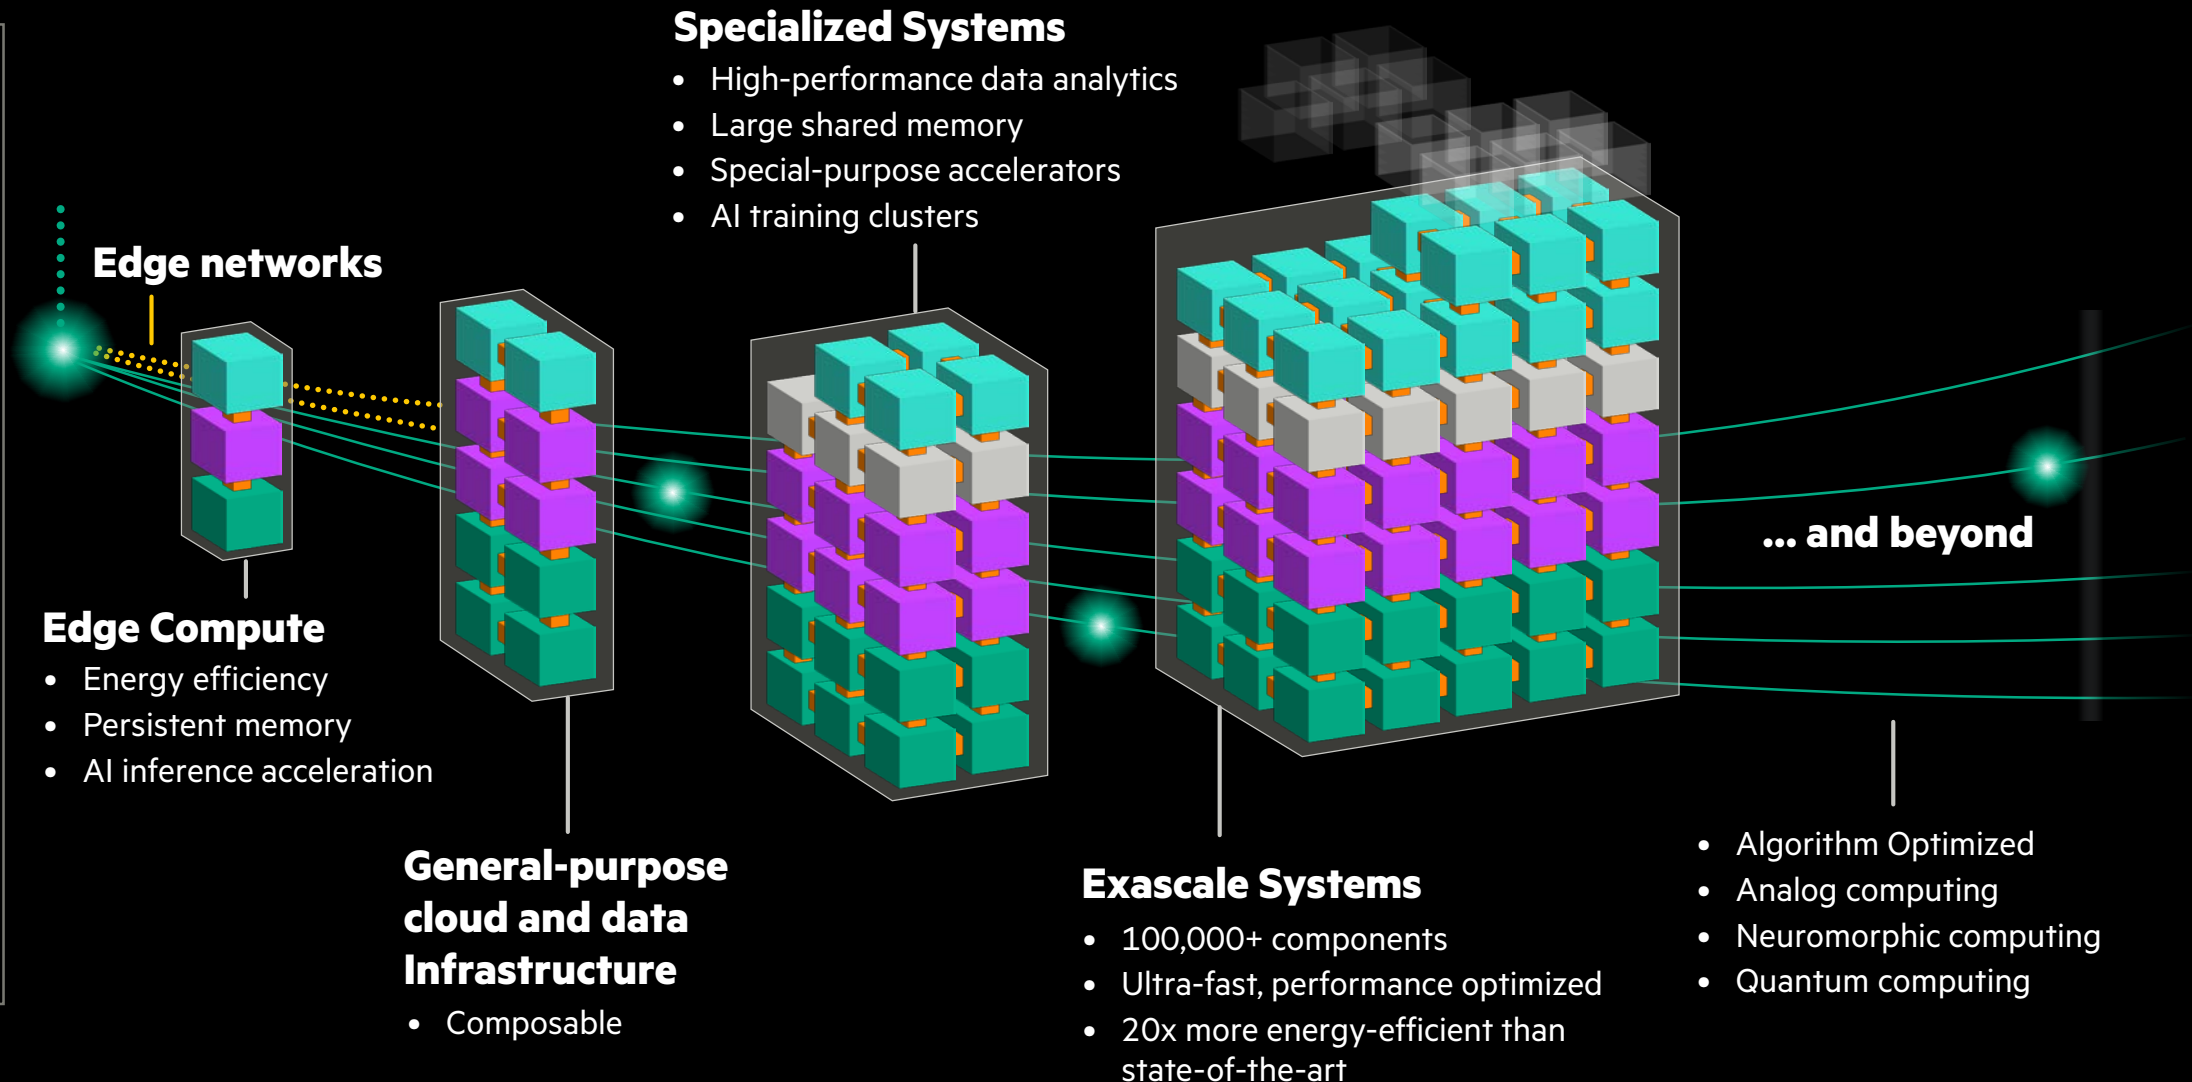 Specialized Systems
• High-performance data analytics
• Large shared memory
• Special-purpose accelerators
• AI training clusters
Edge networks
Edge Compute
• Energy efficiency
• Persistent memory
• AI inference acceleration
General-purpose
cloud and data
Infrastructure
• Composable
Exascale Systems
• 100,000+ components
• Ultra-fast, performance optimized
• 20x more energy-efficient than
state-of-the-art
... and beyond
• Algorithm Optimized
• Analog computing
• Neuromorphic computing
• Quantum computing